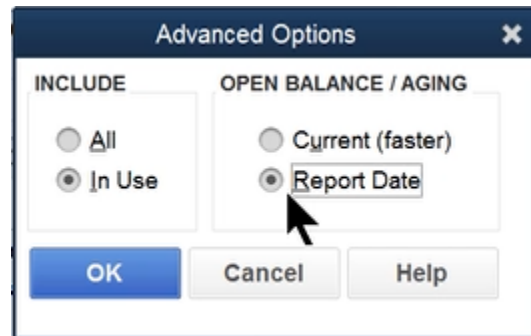 Advanced Options
INCLUDE
OPEN BALANCE / AGING
All
Current (faster)
In Use
Report Date
OK
Cancel
Help